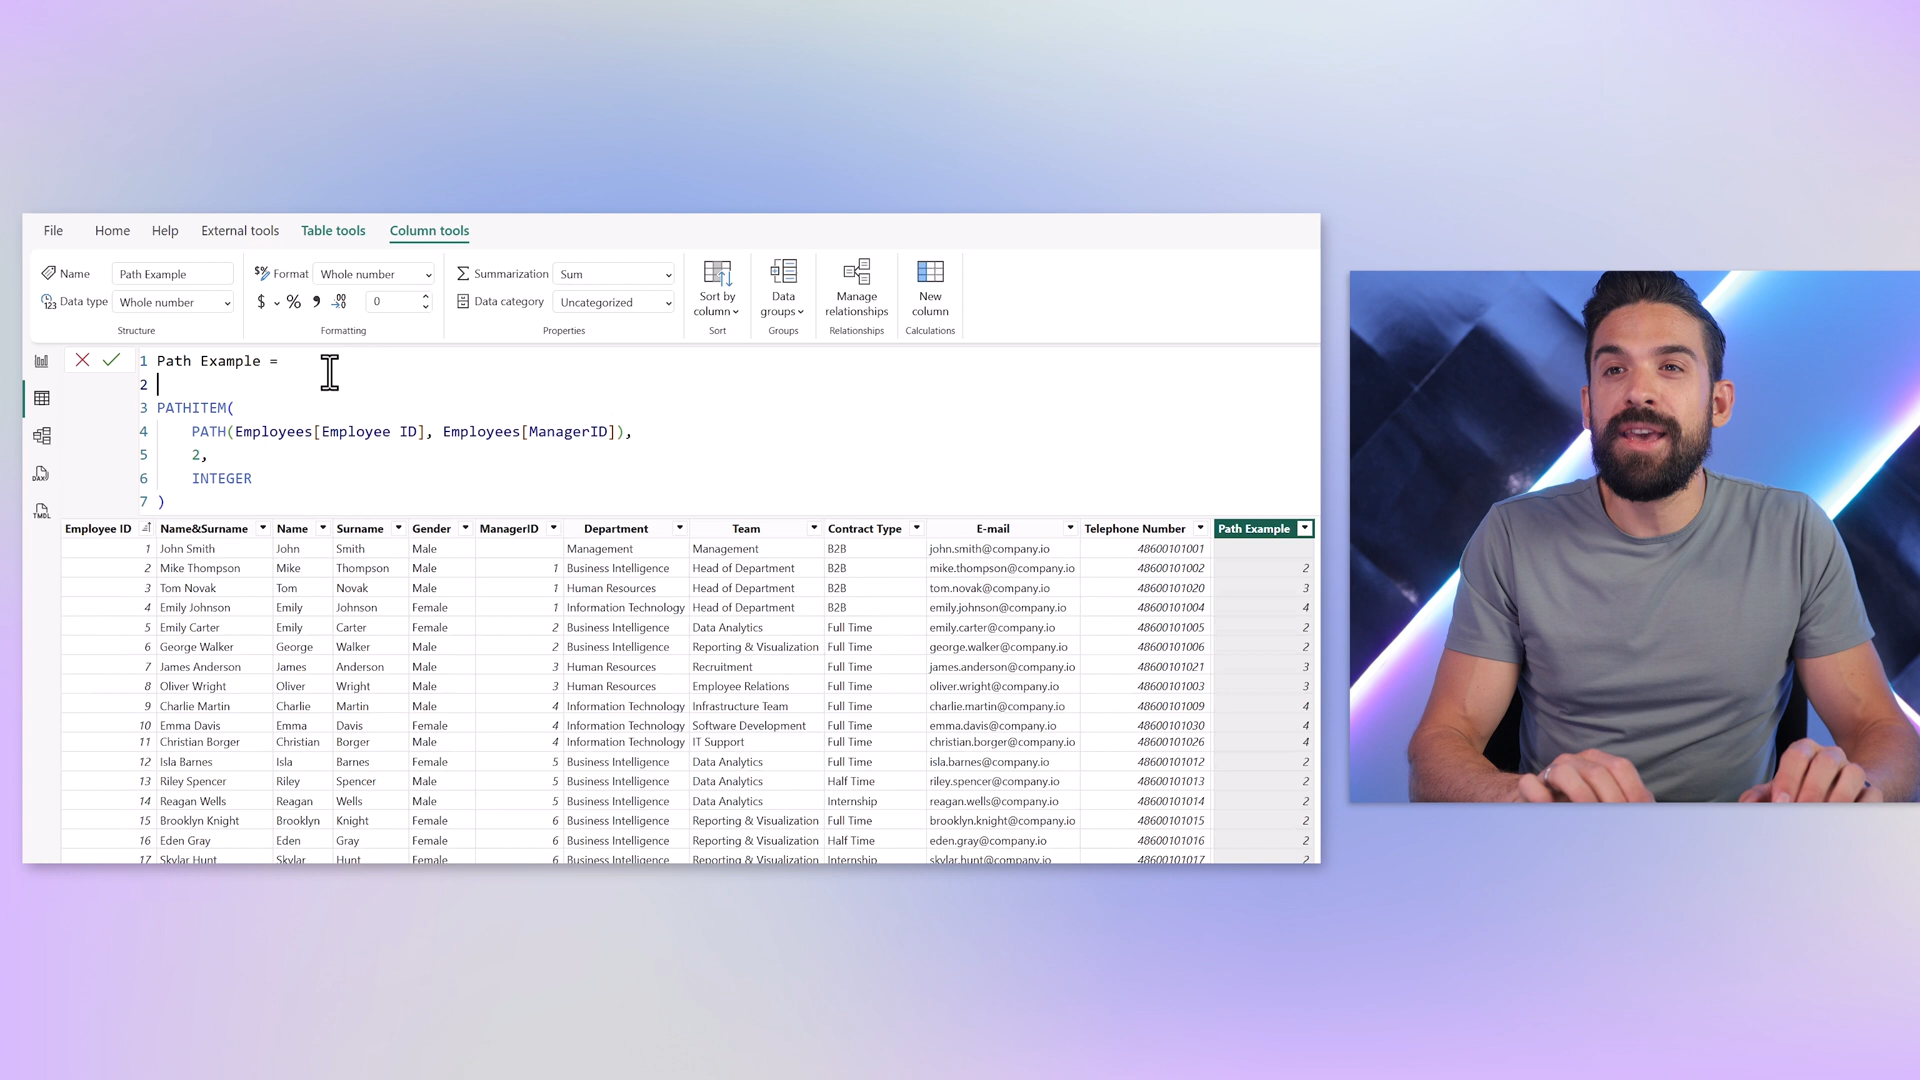 File Home Help External tools Table tools Column tools
Name Path Example Format Whole number Summarization Sum Sort by column Data groups Manage relationships New column
Data type Whole number $ % 0 Data category Uncategorized
Structure Formatting Properties Sort Groups Relationships Calculations
1 Path Example =
2
3 PATHITEM(
4 PATH(Employees[Employee ID], Employees[ManagerID]),
5 2,
6 INTEGER
7 )
Employee ID Name&Surname Name Surname Gender ManagerID Department Team Contract Type E-mail Telephone Number Path Example
1 John Smith John Smith Male Management Management B2B john.smith@company.io 48600101001
2 Mike Thompson Mike Thompson Male 1 Business Intelligence Head of Department B2B mike.thompson@company.io 48600101002 2
3 Tom Novak Tom Novak Male 1 Human Resources Head of Department B2B tom.novak@company.io 48600101020 3
4 Emily Johnson Emily Johnson Female 1 Information Technology Head of Department B2B emily.johnson@company.io 48600101004 4
5 Emily Carter Emily Carter Female 2 Business Intelligence Data Analytics Full Time emily.carter@company.io 48600101005 2
6 George Walker George Walker Male 2 Business Intelligence Reporting & Visualization Full Time george.walker@company.io 48600101006 2
7 James Anderson James Anderson Male 3 Human Resources Recruitment Full Time james.anderson@company.io 48600101021 3
8 Oliver Wright Oliver Wright Male 3 Human Resources Employee Relations Full Time oliver.wright@company.io 48600101003 3
9 Charlie Martin Charlie Martin Male 4 Information Technology Infrastructure Team Full Time charlie.martin@company.io 48600101009 4
10 Emma Davis Emma Davis Female 4 Information Technology Software Development Full Time emma.davis@company.io 48600101030 4
11 Christian Borger Christian Borger Male 4 Information Technology IT Support Full Time christian.borger@company.io 48600101026 4
12 Isla Barnes Isla Barnes Female 5 Business Intelligence Data Analytics Full Time isla.barnes@company.io 48600101012 2
13 Riley Spencer Riley Spencer Male 5 Business Intelligence Data Analytics Half Time riley.spencer@company.io 48600101013 2
14 Reagan Wells Reagan Wells Male 5 Business Intelligence Data Analytics Internship reagan.wells@company.io 48600101014 2
15 Brooklyn Knight Brooklyn Knight Female 6 Business Intelligence Reporting & Visualization Full Time brooklyn.knight@company.io 48600101015 2
16 Eden Gray Eden Gray Female 6 Business Intelligence Reporting & Visualization Half Time eden.gray@company.io 48600101016 2
17 Skylar Hunt Skylar Hunt Female 6 Business Intelligence Reporting & Visualization Internship skylar.hunt@company.io 48600101017 2